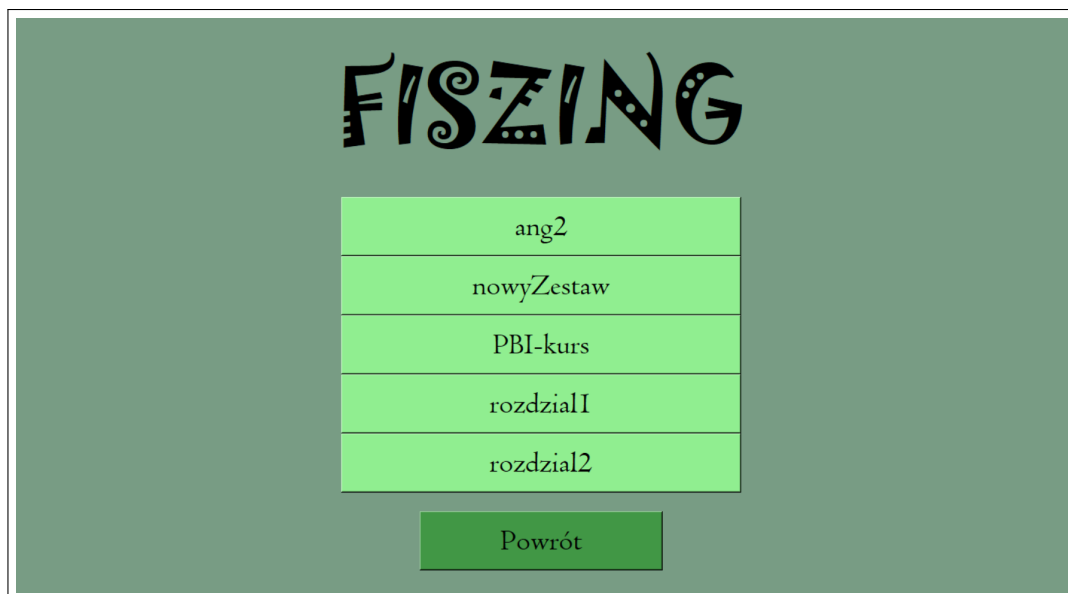 FISZING
ang2
nowyZestaw
PBI-kurs
rozdzial1
rozdzial2
Powrót